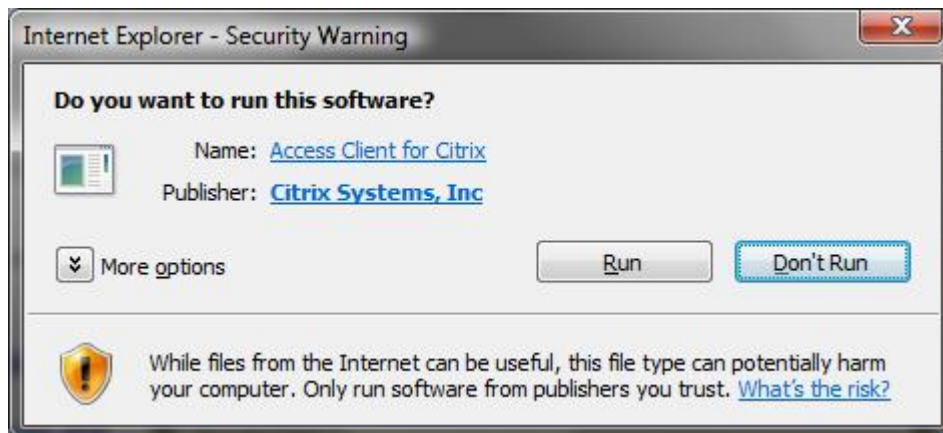 Internet Explorer - Security Warning
Do you want to run this software?
Name: Access Client for Citrix
Publisher: Citrix Systems, Inc
More options
Run
Don't Run
While files from the Internet can be useful, this file type can potentially harm
your computer. Only run software from publishers you trust. What's the risk?